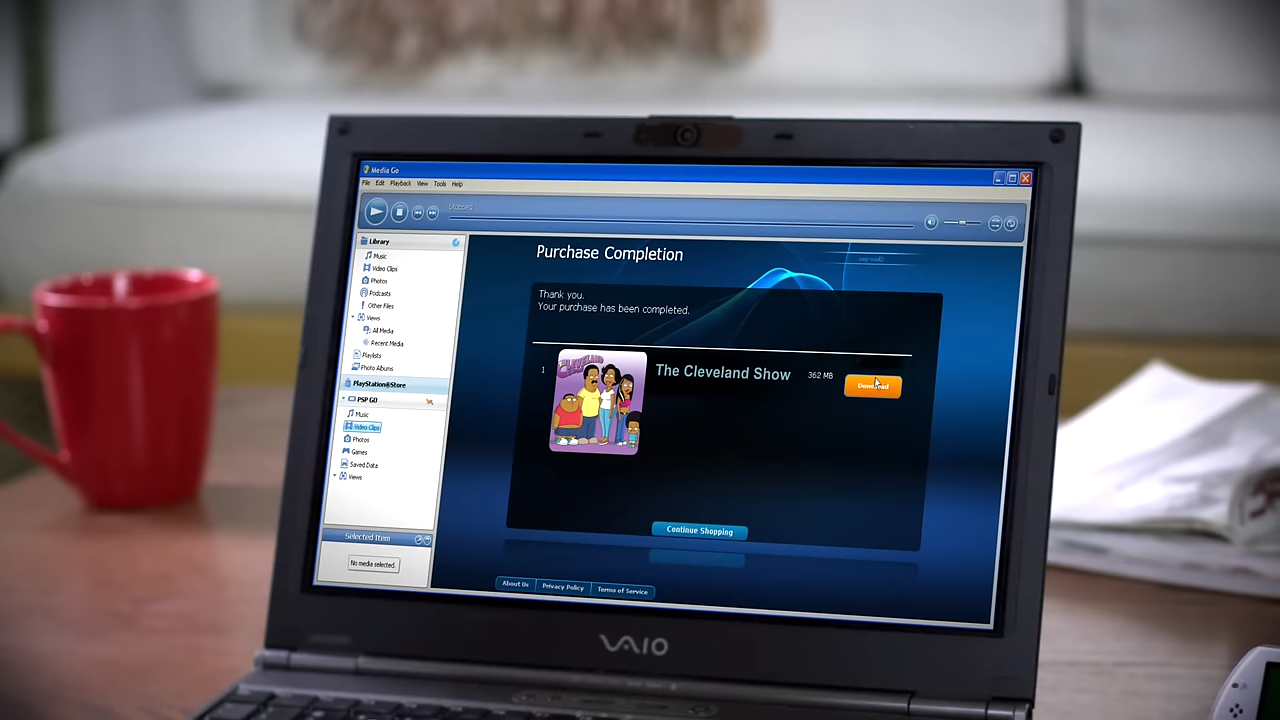 Media Go
File Edit Playback View Tools Help
Stopped
Library
Music
Video Clips
Photos
Podcasts
Other Files
Views
All Media
Recent Media
Playlists
Photo Albums
PlayStation®Store
PSP GO
Music
Video Clips
Photos
Games
Saved Data
Views
Selected Item
No media selected.
Purchase Completion
Thank you.
Your purchase has been completed.
1
CLEVELAND
The Cleveland Show
362 MB
Download
Continue Shopping
About Us
Privacy Policy
Terms of Service
VAIO